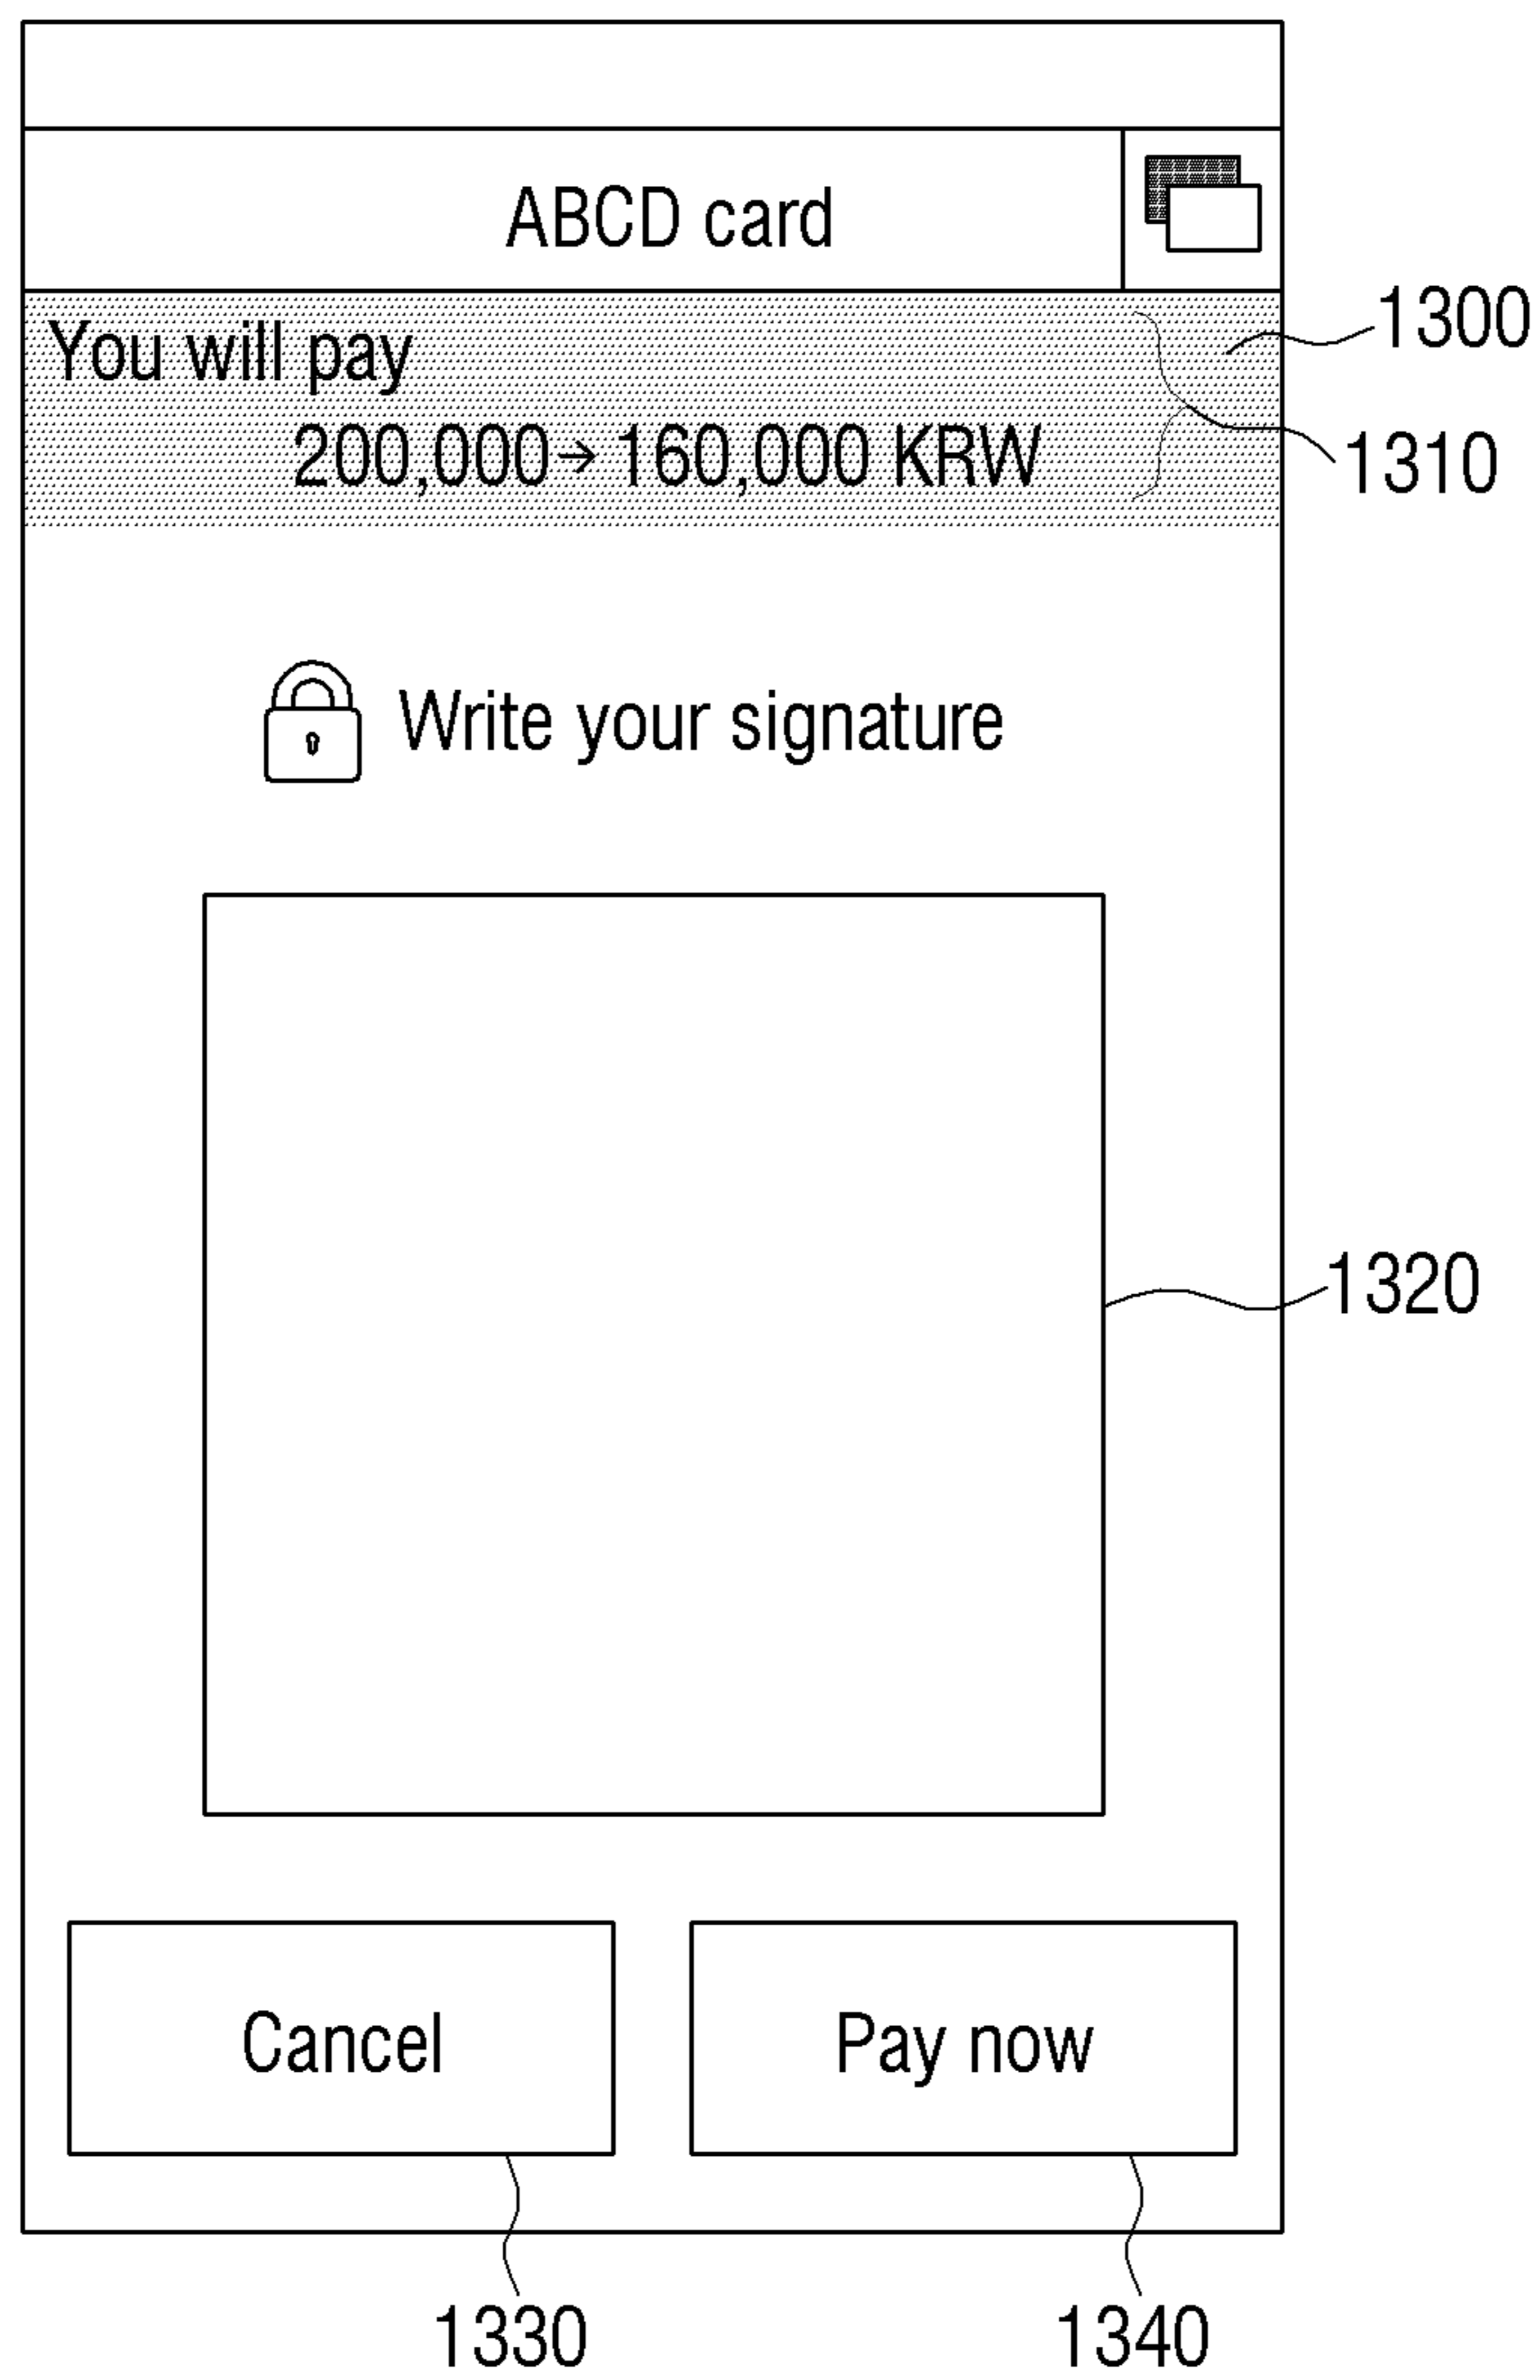 ABCD card
You will pay
200,000→160,000 KRW
1300
1310
Write your signature
1320
Cancel
Pay now
1330
1340